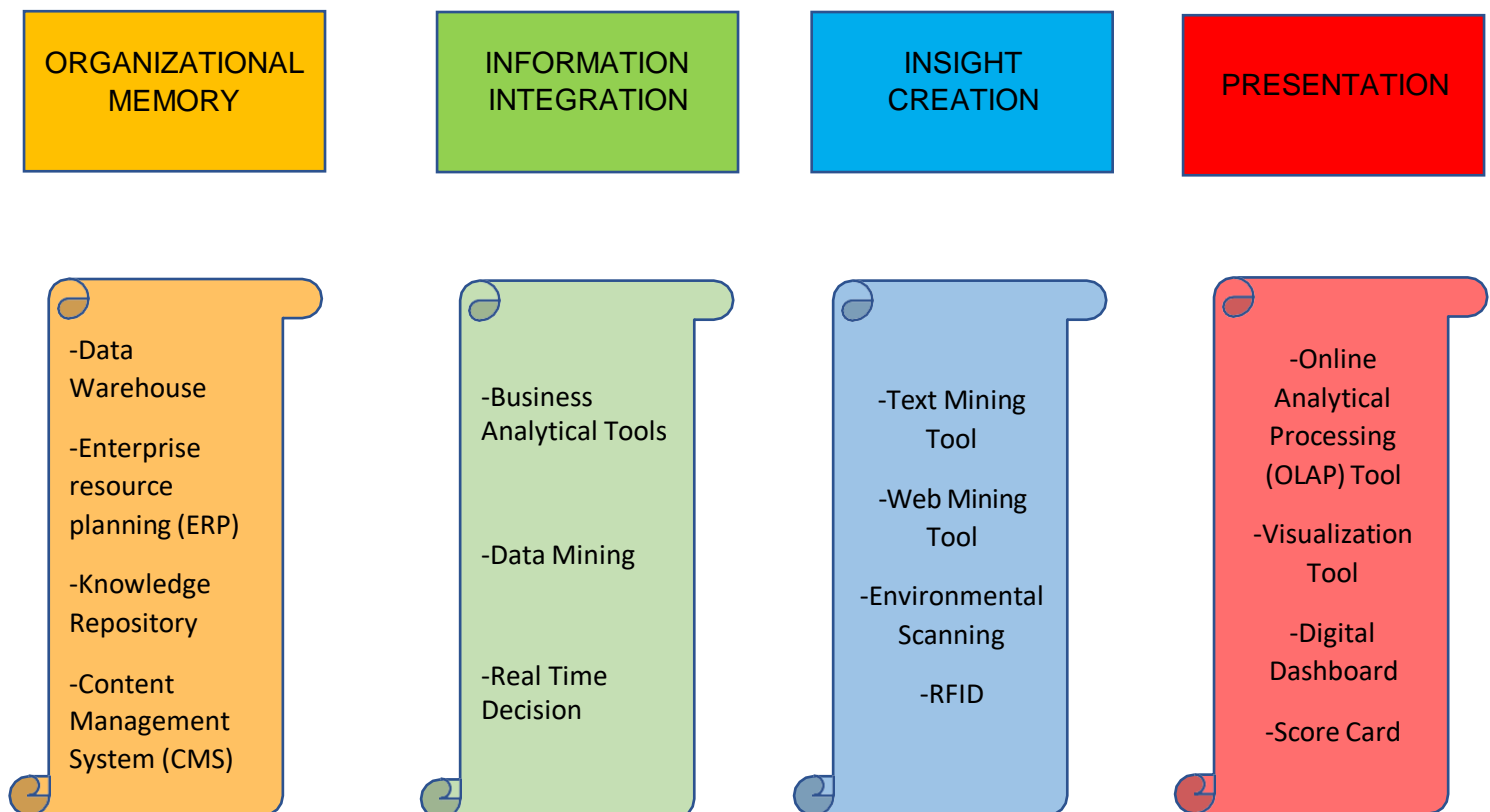 ORGANIZATIONAL
MEMORY
INFORMATION
INTEGRATION
INSIGHT
CREATION
PRESENTATION
-Data
Warehouse
-Enterprise
resource
planning (ERP)
-Knowledge
Repository
-Content
Management
System (CMS)
-Business
Analytical Tools
-Data Mining
-Real Time
Decision
-Text Mining
Tool
-Web Mining
Tool
-Environmental
Scanning
-RFID
-Online
Analytical
Processing
(OLAP) Tool
-Visualization
Tool
-Digital
Dashboard
-Score Card